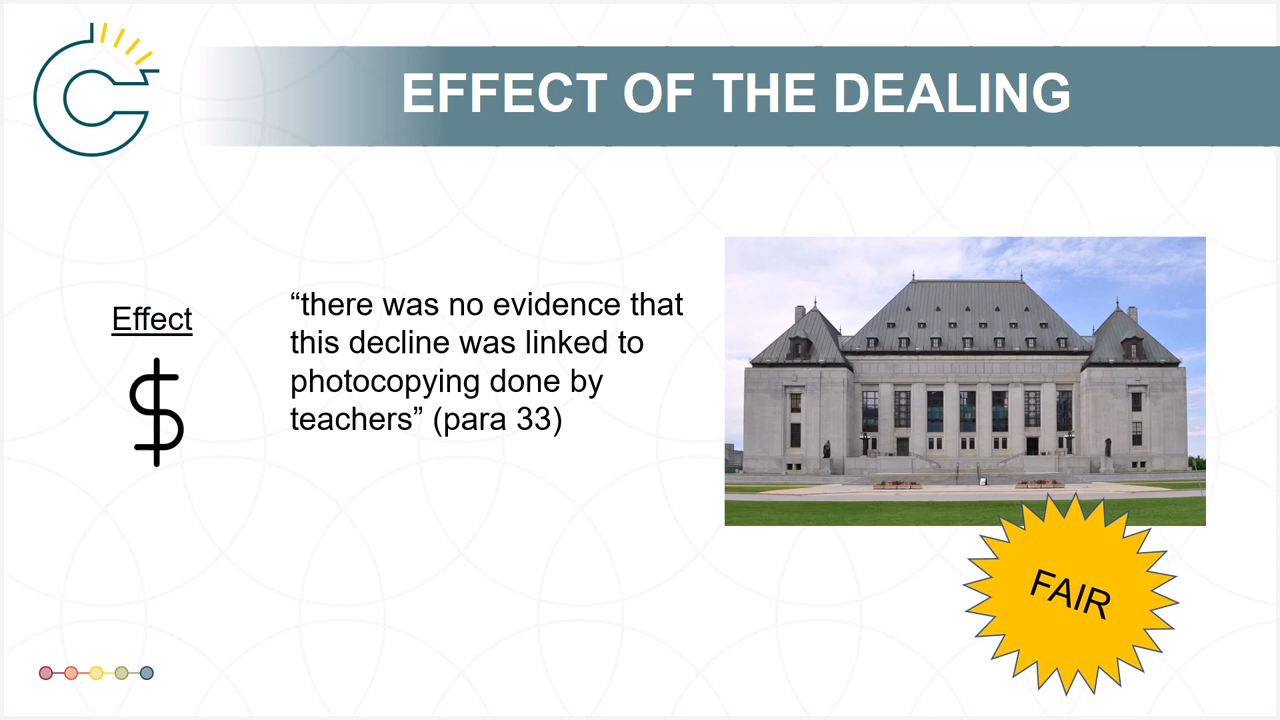 EFFECT OF THE DEALING
Effect
$
“there was no evidence that
this decline was linked to
photocopying done by
teachers” (para 33)
FAIR